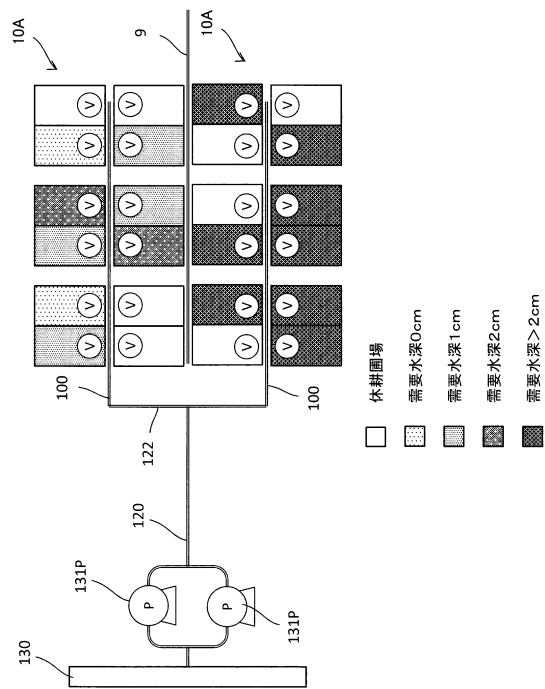 130
10A
131P
100
V V V V V V
V V V V V V
P
120
122
9
10A
P
V V V V V V
V V V V V V
131P
100
休耕圃場
需要水深0cm
需要水深1cm
需要水深2cm
需要水深>2cm